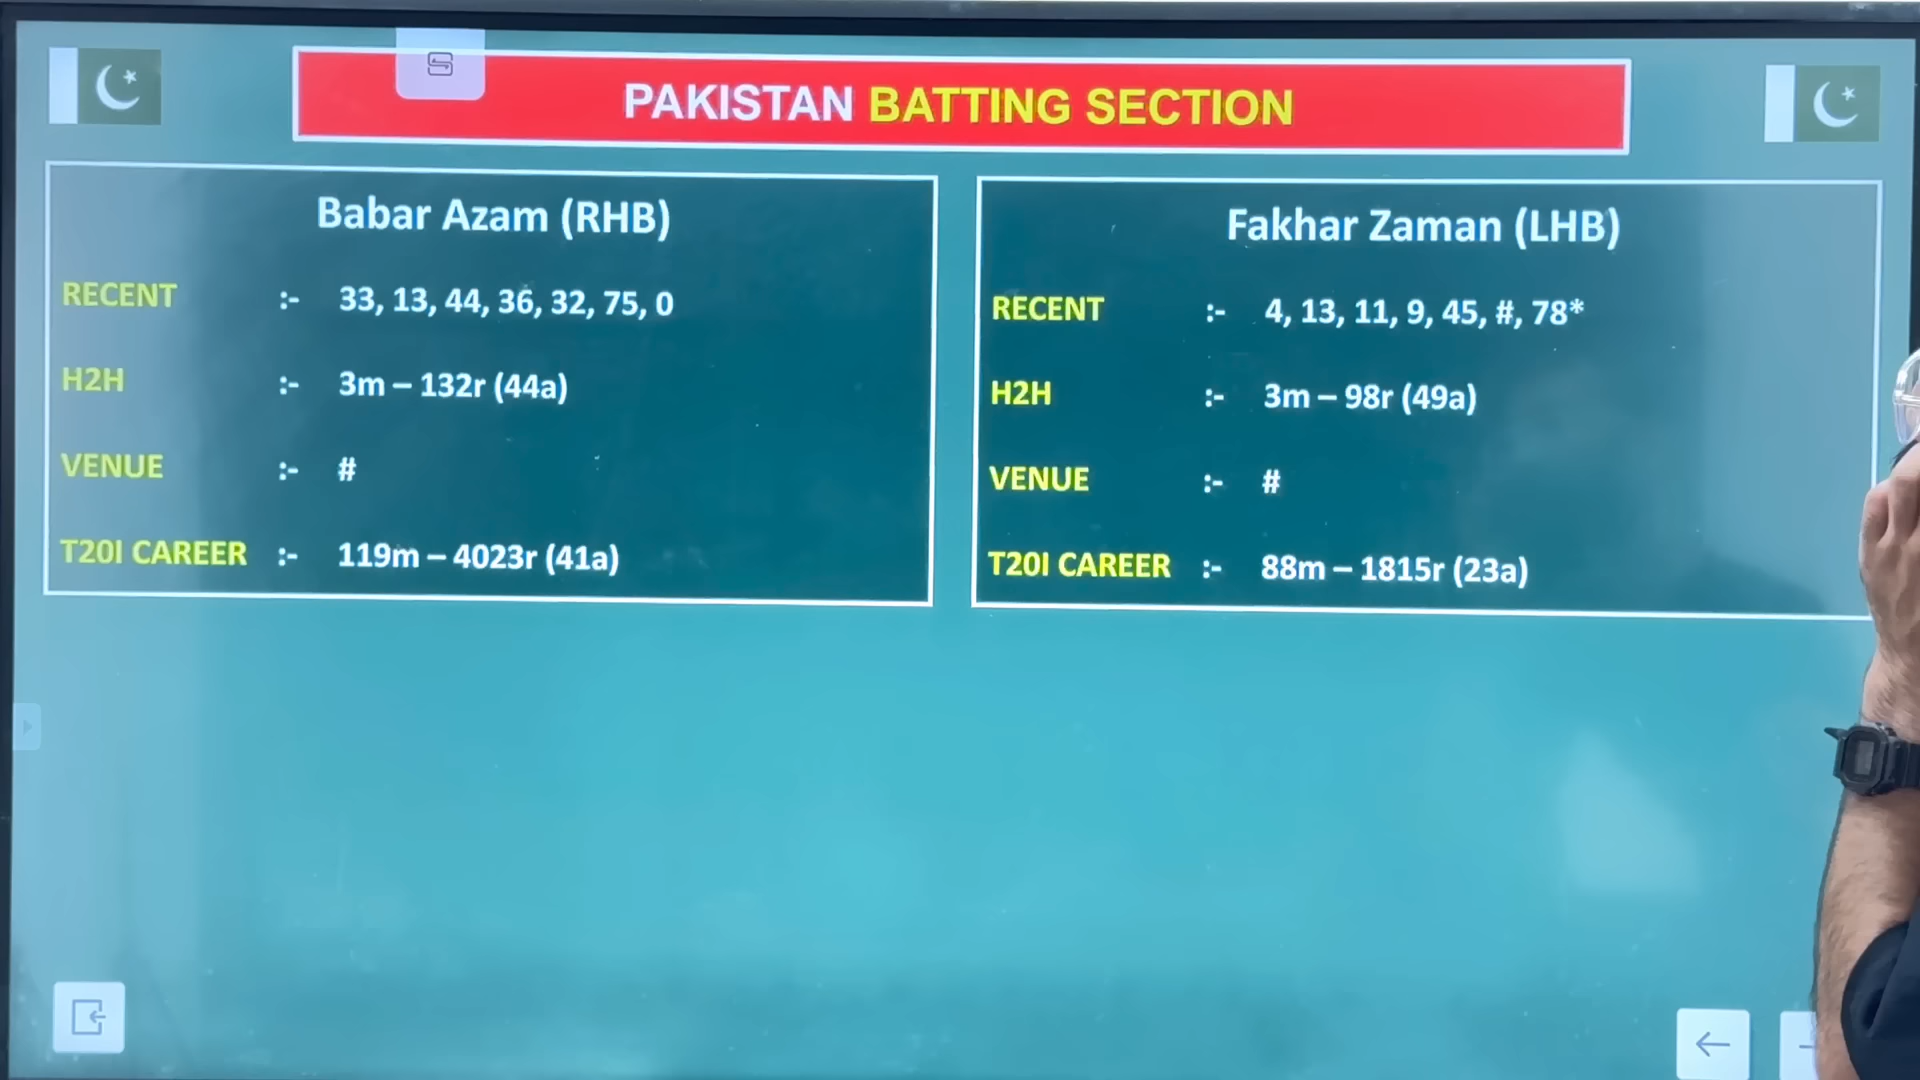 PAKISTAN BATTING SECTION
Babar Azam (RHB)
RECENT :- 33, 13, 44, 36, 32, 75, 0
H2H :- 3m – 132r (44a)
VENUE :- #
T20I CAREER :- 119m – 4023r (41a)
Fakhar Zaman (LHB)
RECENT :- 4, 13, 11, 9, 45, #, 78*
H2H :- 3m – 98r (49a)
VENUE :- #
T20I CAREER :- 88m – 1815r (23a)